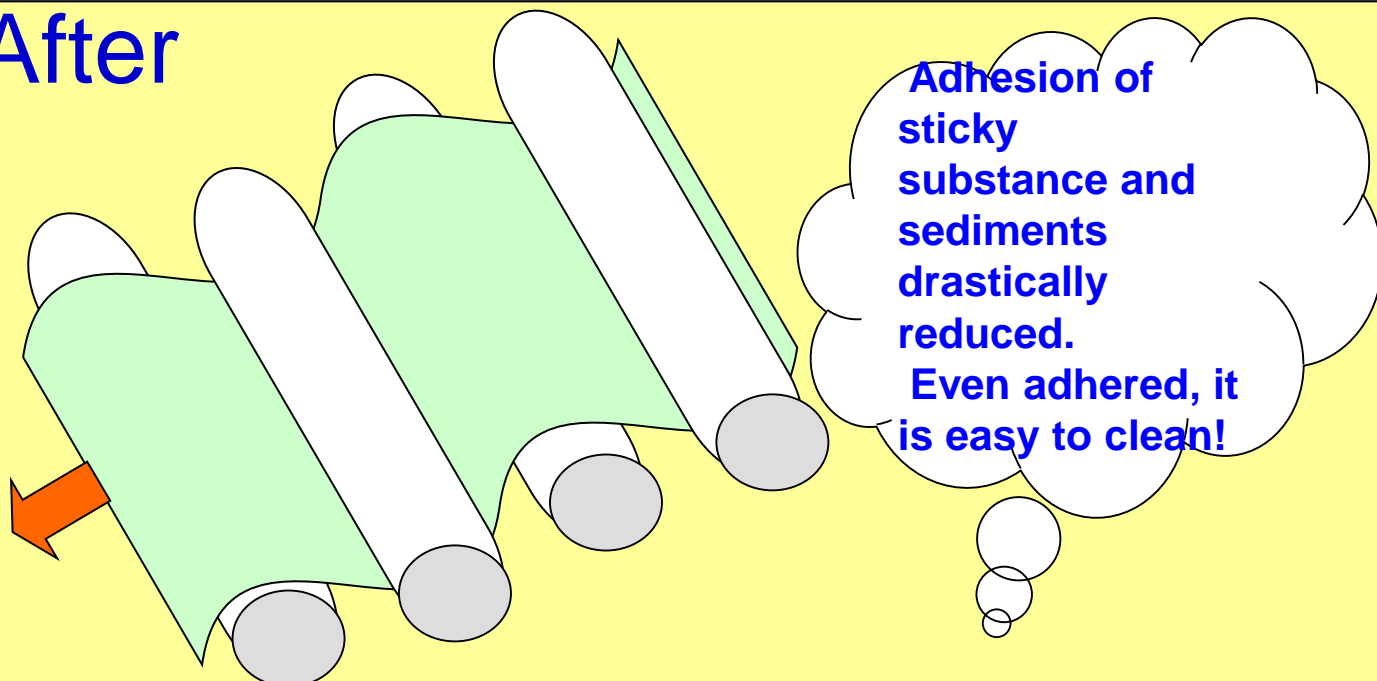 After
Adhesion of
sticky
substance and
sediments
drastically
reduced.
Even adhered, it
is easy to clean!